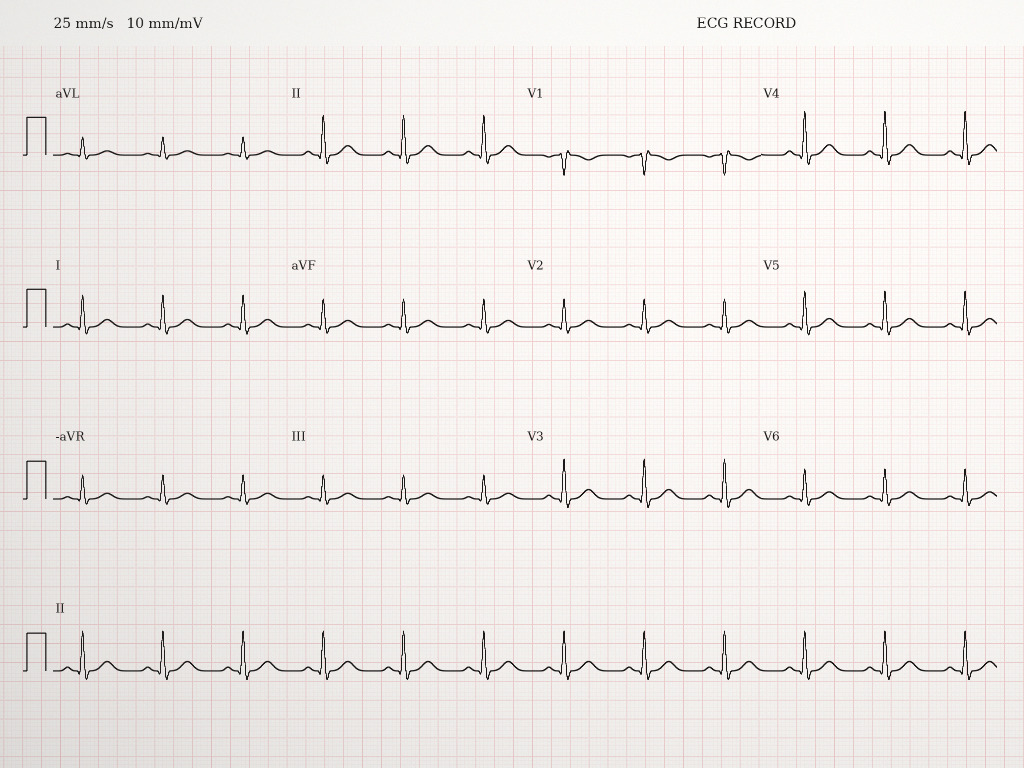 25 mm/s 10 mm/mV ECG RECORD
aVL II V1 V4
I aVF V2 V5
-aVR III V3 V6
II